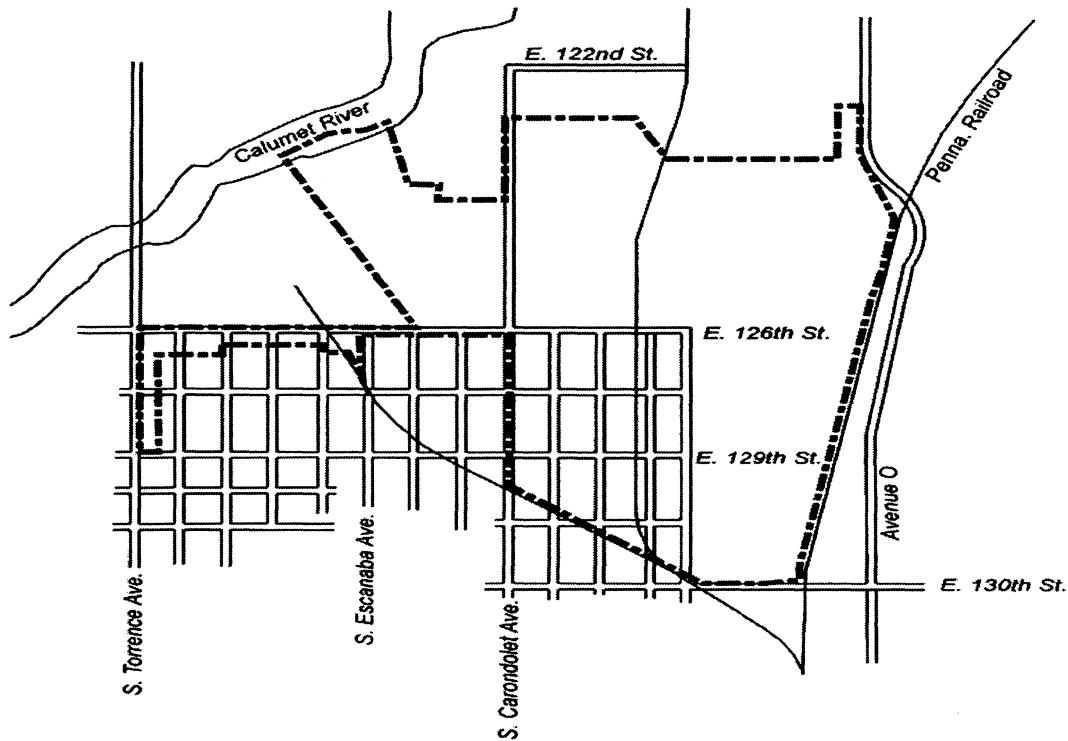 E. 122nd St.
Calumet River
Penna. Railroad
E. 126th St.
E. 129th St.
Avenue O
S. Escanaba Ave.
E. 130th St.
S. Torrence Ave.
S. Carondolet Ave.